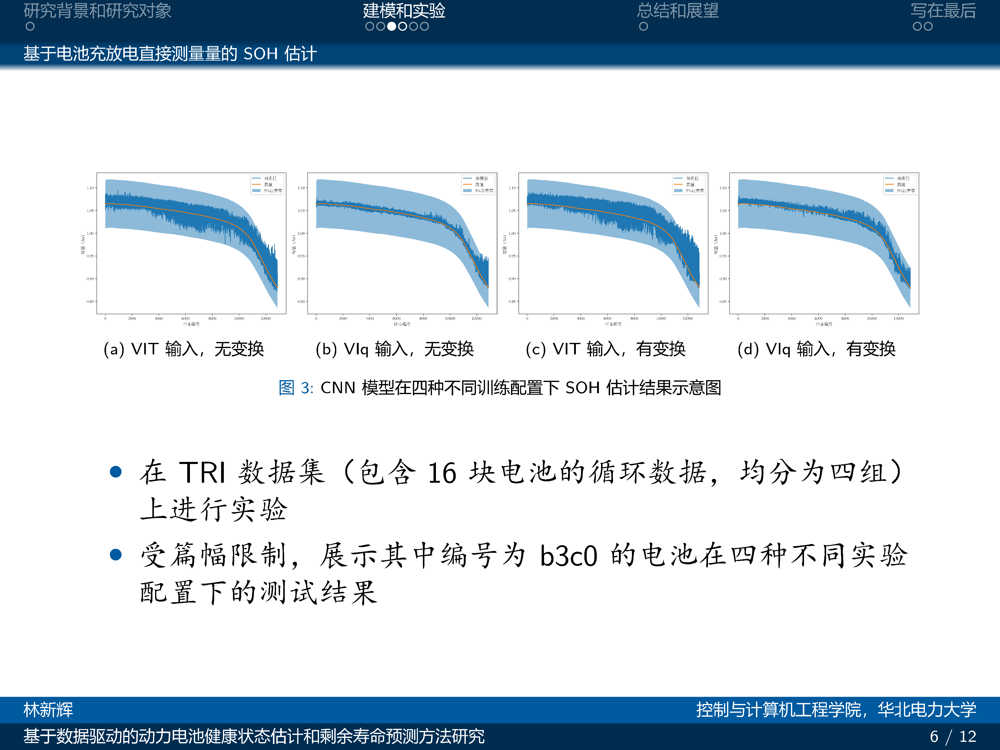 研究背景和研究对象
建模和实验
总结和展望
写在最后
基于电池充放电直接测量量的 SOH 估计
预测值
真值
5%误差带
1.10
1.05
1.00
0.95
0.90
0.85
容量（Ah）
0 2000 4000 6000 8000 10000 12000
样本编号
预测值
真值
5%误差带
1.10
1.05
1.00
0.95
0.90
0.85
容量（Ah）
0 2000 4000 6000 8000 10000 12000
样本编号
预测值
真值
5%误差带
1.10
1.05
1.00
0.95
0.90
0.85
容量（Ah）
0 2000 4000 6000 8000 10000 12000
样本编号
预测值
真值
5%误差带
1.10
1.05
1.00
0.95
0.90
0.85
容量（Ah）
0 2000 4000 6000 8000 10000 12000
样本编号
(a) VIT 输入，无变换
(b) VIq 输入，无变换
(c) VIT 输入，有变换
(d) VIq 输入，有变换
图 3: CNN 模型在四种不同训练配置下 SOH 估计结果示意图
在 TRI 数据集（包含 16 块电池的循环数据，均分为四组）
上进行实验
受篇幅限制，展示其中编号为 b3c0 的电池在四种不同实验
配置下的测试结果
林新辉
控制与计算机工程学院，华北电力大学
基于数据驱动的动力电池健康状态估计和剩余寿命预测方法研究
6 / 12